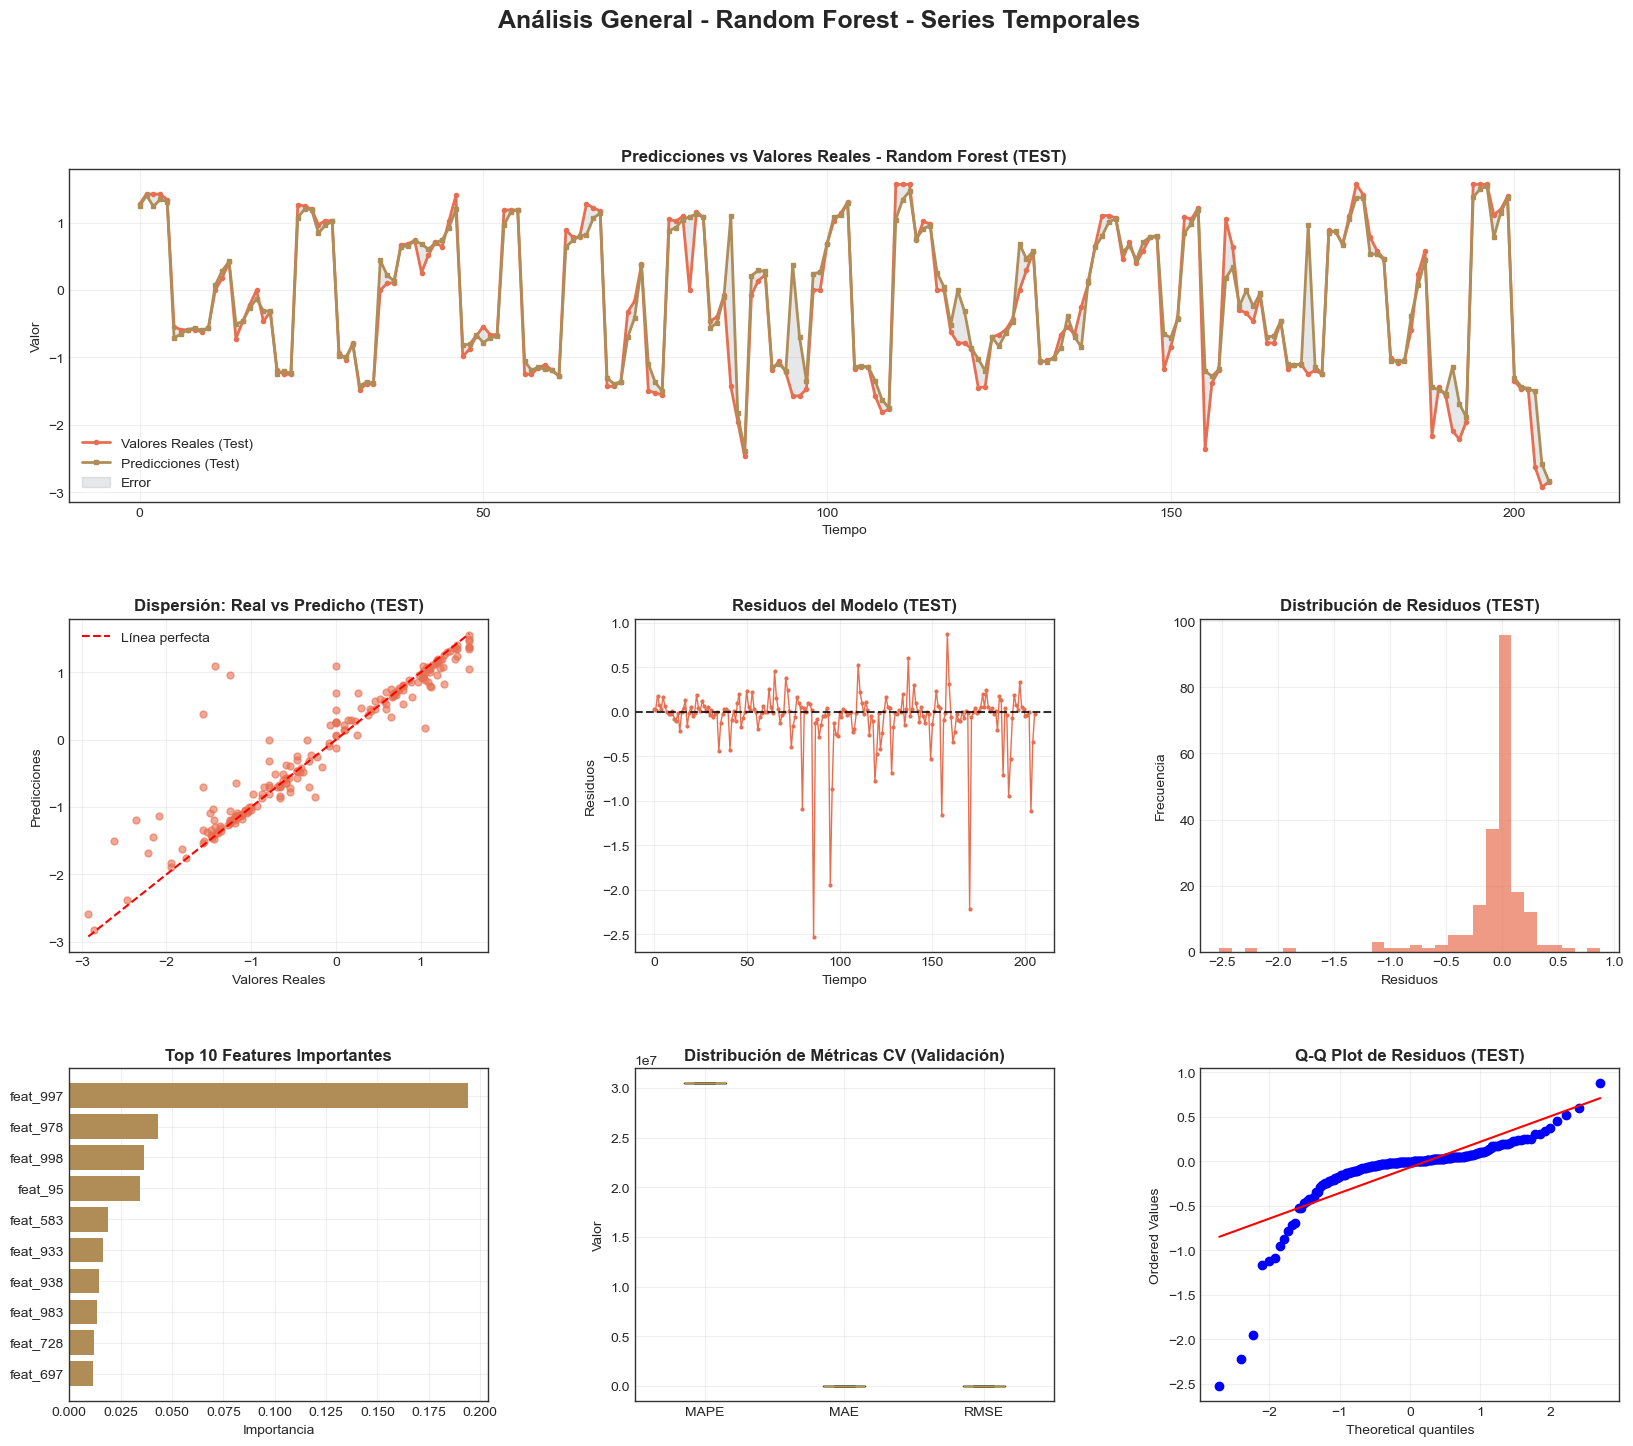 Análisis General - Random Forest - Series Temporales
Predicciones vs Valores Reales - Random Forest (TEST)
Valor
1
0
−1
−2
−3
Valores Reales (Test)
Predicciones (Test)
Error
0 50 100 150 200
Tiempo
Dispersión: Real vs Predicho (TEST)
Línea perfecta
Predicciones
1
0
−1
−2
−3
−3 −2 −1 0 1
Valores Reales
Residuos del Modelo (TEST)
Residuos
1.0
0.5
0.0
−0.5
−1.0
−1.5
−2.0
−2.5
0 50 100 150 200
Tiempo
Distribución de Residuos (TEST)
Frecuencia
100
80
60
40
20
0
−2.5 −2.0 −1.5 −1.0 −0.5 0.0 0.5 1.0
Residuos
Top 10 Features Importantes
feat_997
feat_978
feat_998
feat_95
feat_583
feat_933
feat_938
feat_983
feat_728
feat_697
0.000 0.025 0.050 0.075 0.100 0.125 0.150 0.175 0.200
Importancia
Distribución de Métricas CV (Validación)
1e7
Valor
3.0
2.5
2.0
1.5
1.0
0.5
0.0
MAPE MAE RMSE
Q-Q Plot de Residuos (TEST)
Ordered Values
1.0
0.5
0.0
−0.5
−1.0
−1.5
−2.0
−2.5
−2 −1 0 1 2
Theoretical quantiles